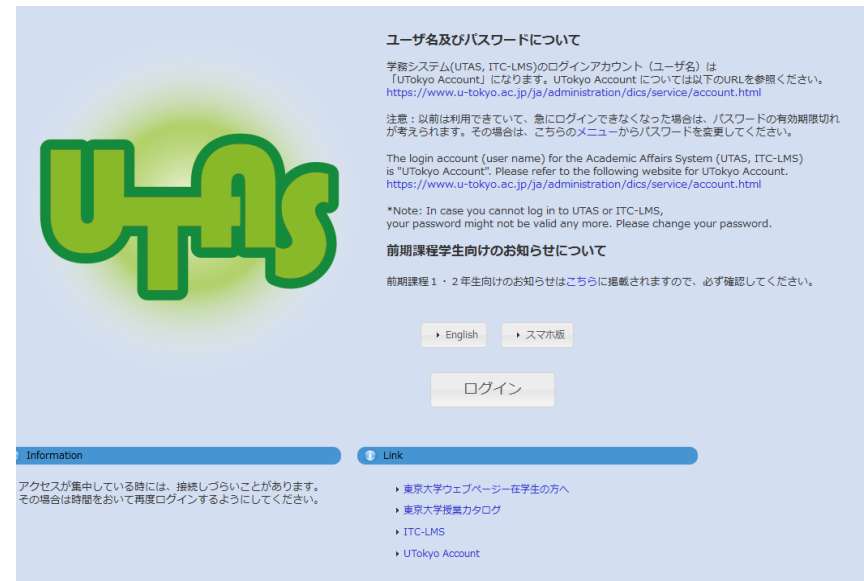 UTAS
ユーザ名及びパスワードについて
学務システム(UTAS, ITC-LMS)のログインアカウント（ユーザ名）は
「UTokyo Account」になります。UTokyo Account については以下のURLを参照ください。
https://www.u-tokyo.ac.jp/ja/administration/dics/service/account.html
注意：以前は利用できていて、急にログインできなくなった場合は、パスワードの有効期限切れ
が考えられます。その場合は、こちらのメニューからパスワードを変更してください。
The login account (user name) for the Academic Affairs System (UTAS, ITC-LMS)
is "UTokyo Account". Please refer to the following website for UTokyo Account.
https://www.u-tokyo.ac.jp/ja/administration/dics/service/account.html
*Note: In case you cannot log in to UTAS or ITC-LMS,
your password might not be valid any more. Please change your password.
前期課程学生向けのお知らせについて
前期課程１・２年生向けのお知らせはこちらに掲載されますので、必ず確認してください。
English
スマホ版
ログイン
Information
アクセスが集中している時には、接続しづらいことがあります。
その場合は時間をおいて再度ログインするようにしてください。
Link
東京大学ウェブページー在学生の方へ
東京大学授業カタログ
ITC-LMS
UTokyo Account